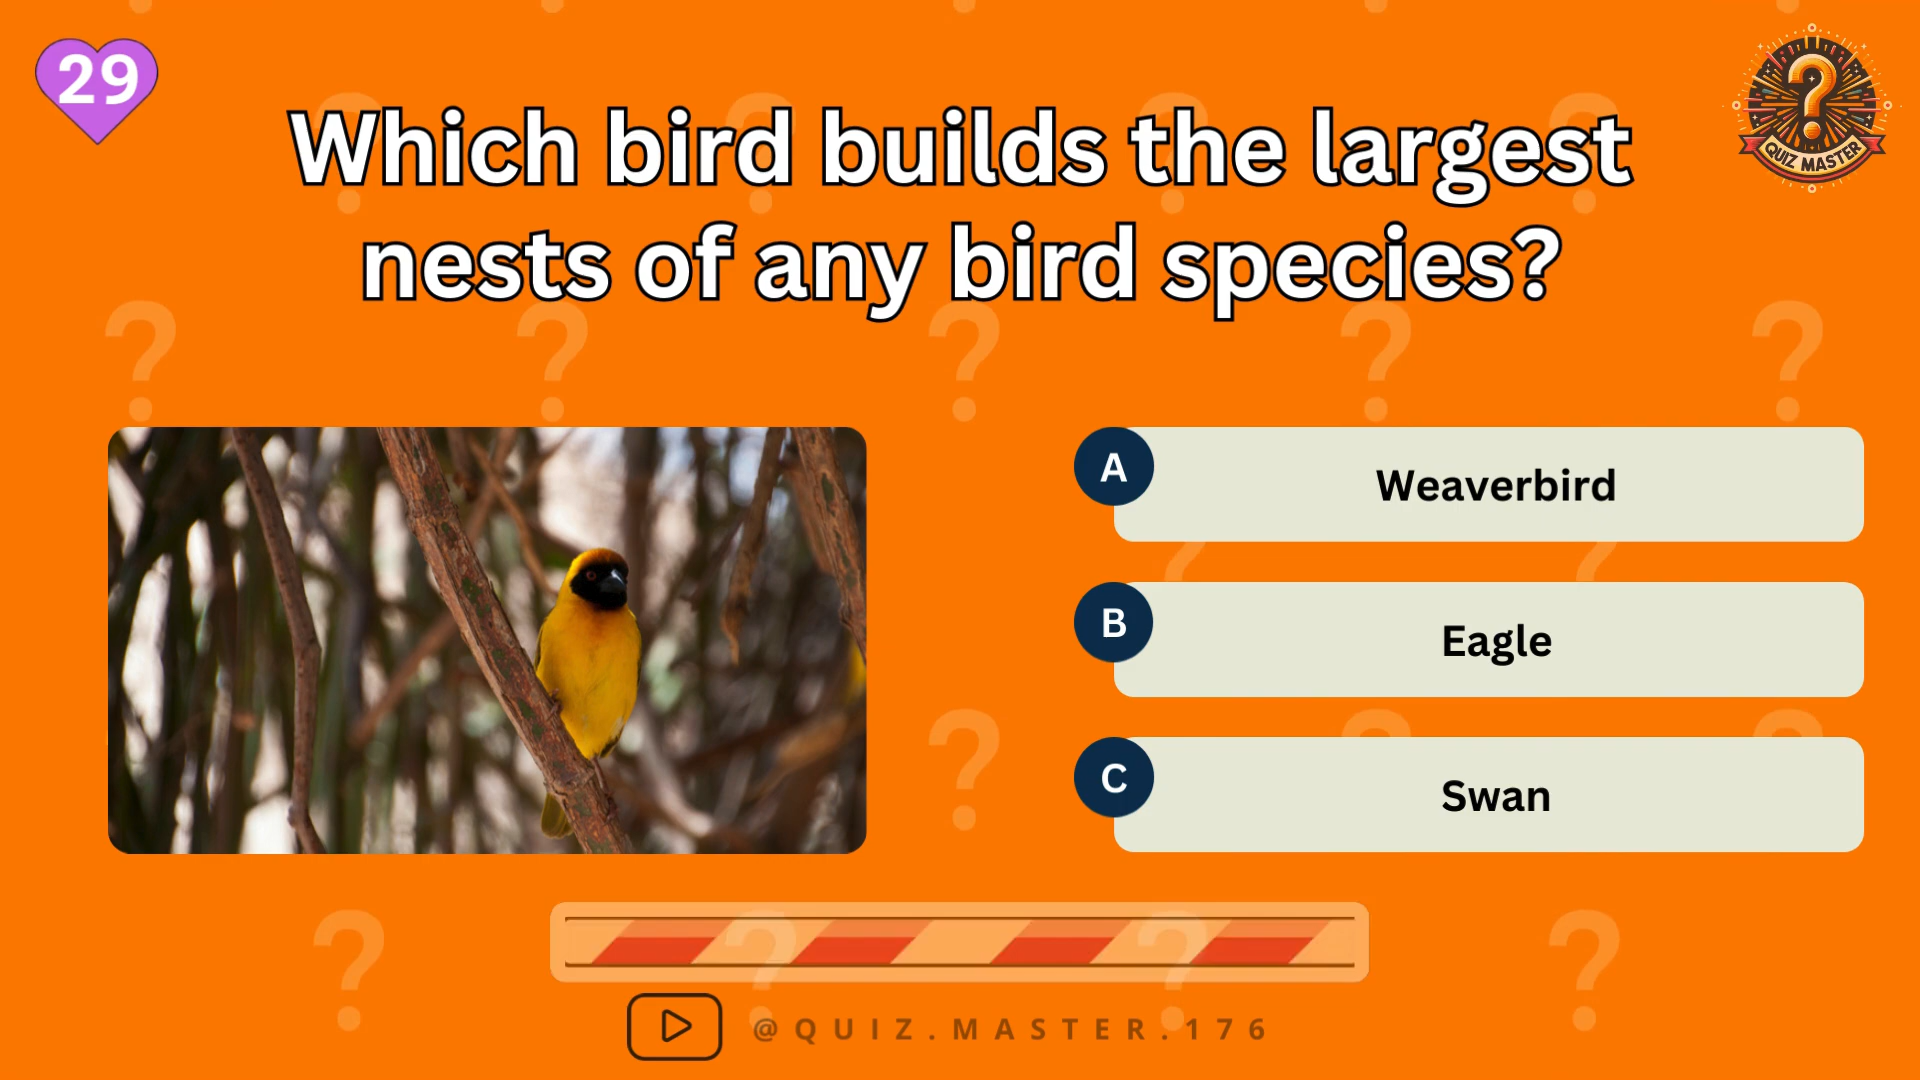 29
QUIZ MASTER
Which bird builds the largest
nests of any bird species?
A
Weaverbird
B
Eagle
C
Swan
@QUIZ.MASTER.176